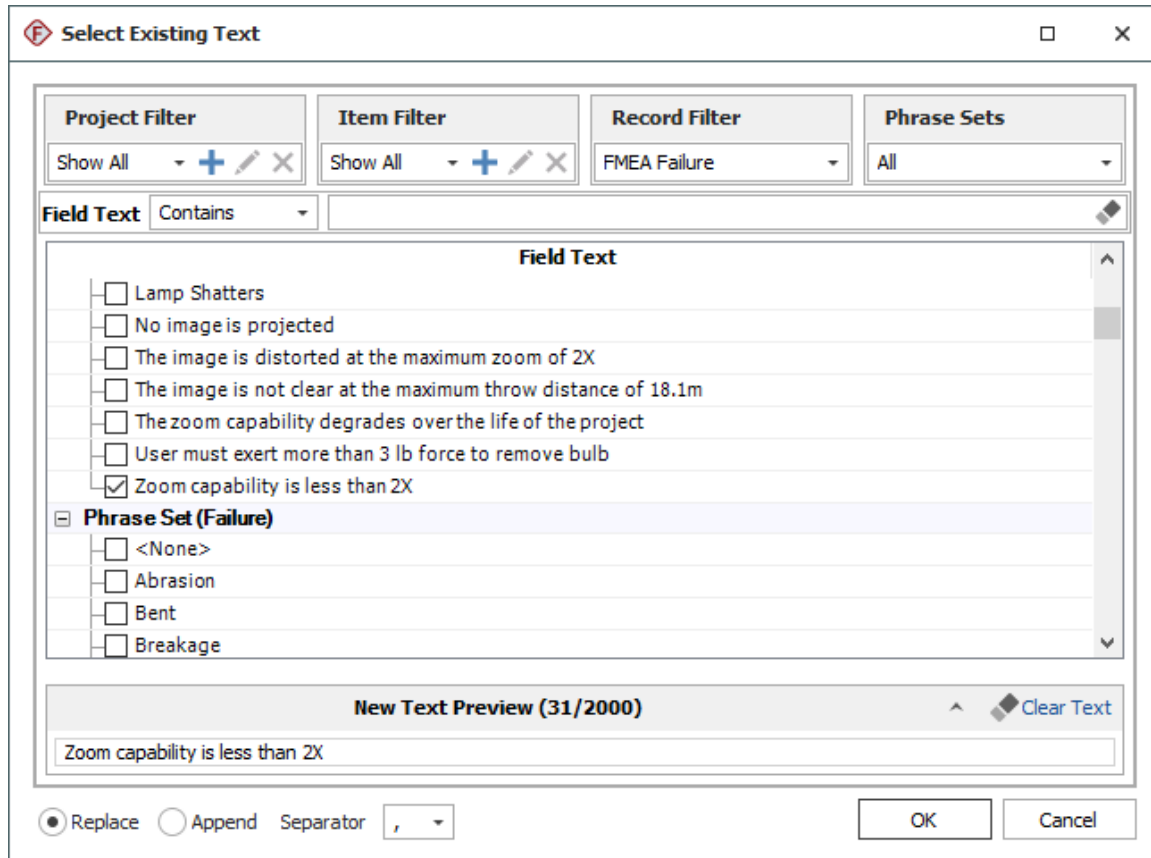 Select Existing Text
Project Filter
Item Filter
Record Filter
Phrase Sets
Show All
Show All
FMEA Failure
All
Field Text Contains
Field Text
Lamp Shatters
No image is projected
The image is distorted at the maximum zoom of 2X
The image is not clear at the maximum throw distance of 18.1m
The zoom capability degrades over the life of the project
User must exert more than 3 lb force to remove bulb
Zoom capability is less than 2X
Phrase Set (Failure)
<None>
Abrasion
Bent
Breakage
New Text Preview (31/2000)
Clear Text
Zoom capability is less than 2X
Replace Append Separator ,
OK
Cancel